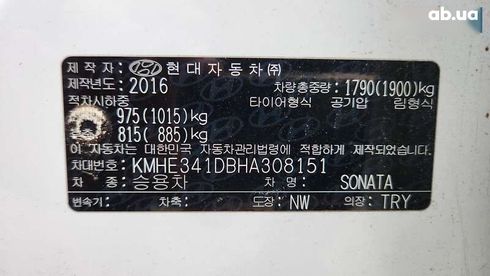 ab.ua
제 작 자 : 현대자동차㈜
제작년도: 2016 차량총중량: 1790(1900)kg
적차시하중 타이어형식 공기압 림형식
975(1015)kg
815( 885)kg
이 자동차는 대한민국 자동차관리법령에 적합하게 제작되었습니다.
차대번호: KMHE341DBHA308151
차 종: 승용차 차 명: SONATA
변속기: 차축: 도장: NW 의장: TRY